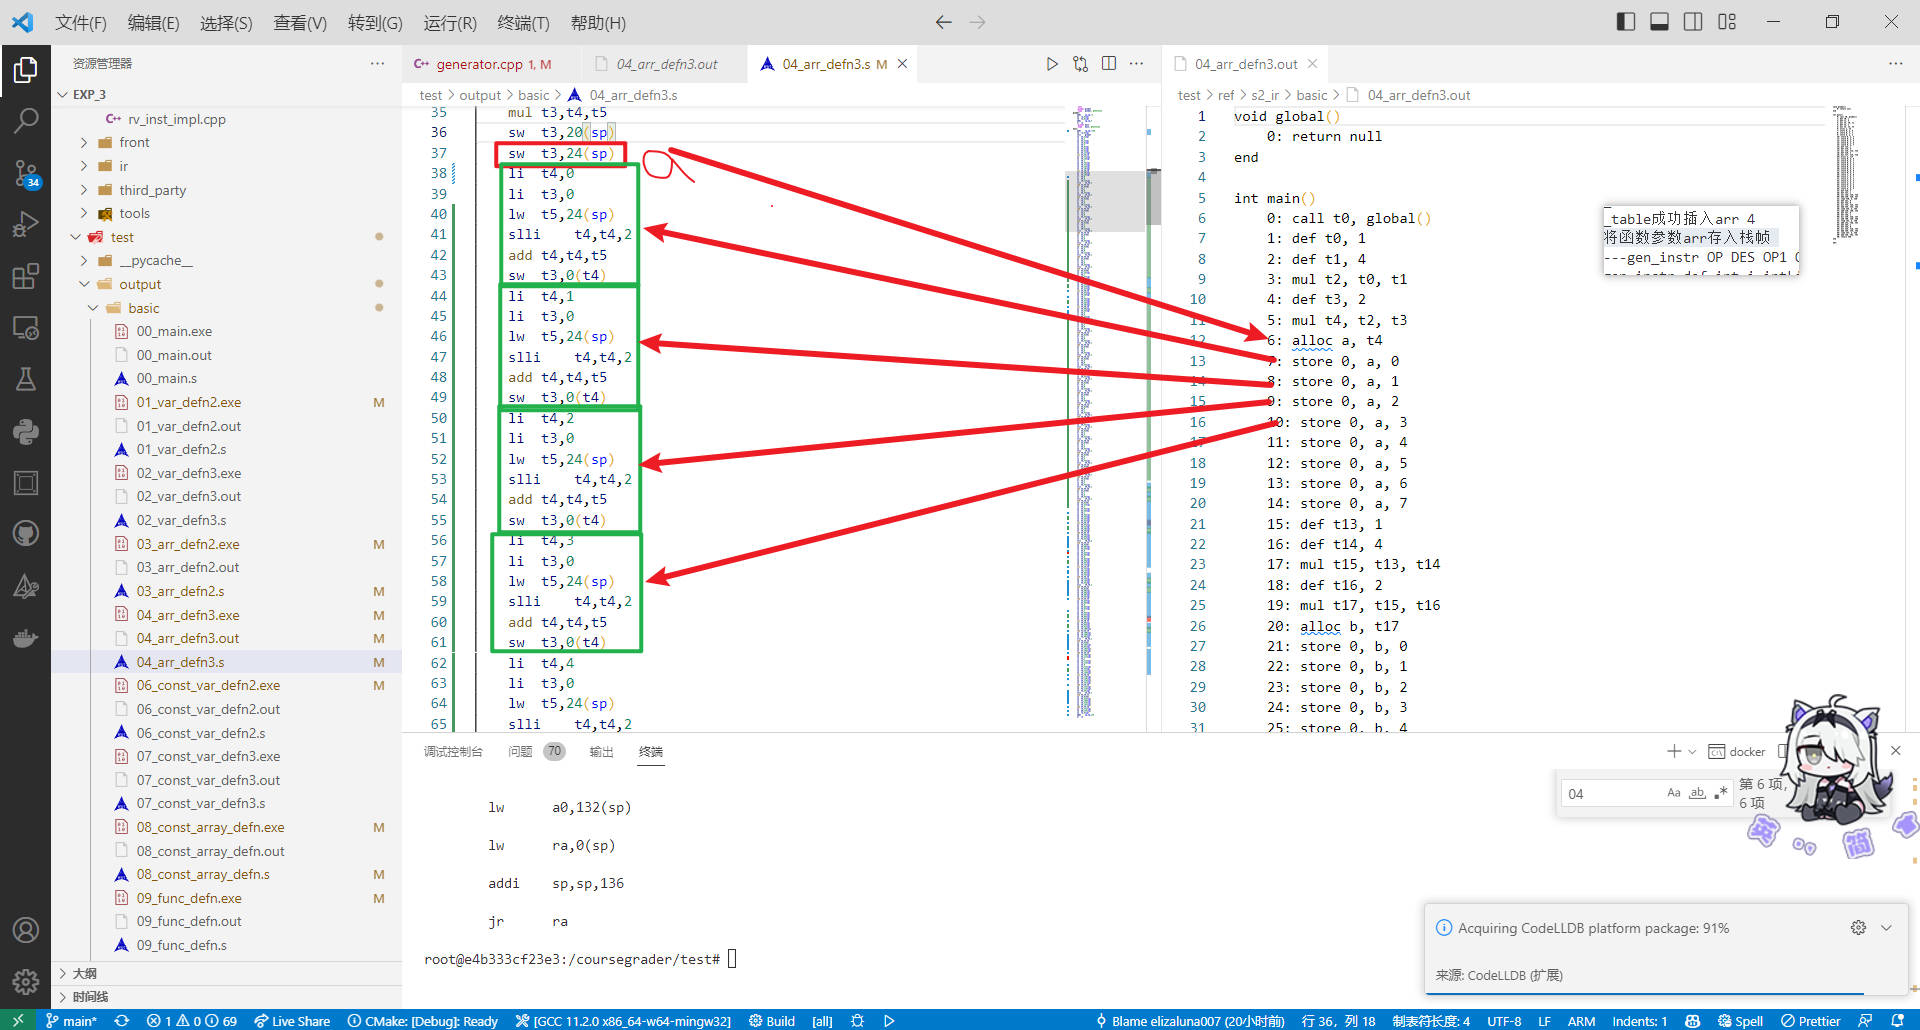 文件(F) 编辑(E) 选择(S) 查看(V) 转到(G) 运行(R) 终端(T) 帮助(H)
资源管理器
EXP_3
rv_inst_impl.cpp
front
ir
third_party
tools
test
__pycache__
output
basic
00_main.exe
00_main.out
00_main.s
01_var_defn2.exe M
01_var_defn2.out
01_var_defn2.s
02_var_defn3.exe
02_var_defn3.out
02_var_defn3.s
03_arr_defn2.exe M
03_arr_defn2.out
03_arr_defn2.s M
04_arr_defn3.exe M
04_arr_defn3.out M
04_arr_defn3.s M
06_const_var_defn2.exe M
06_const_var_defn2.out
06_const_var_defn2.s
07_const_var_defn3.exe
07_const_var_defn3.out
07_const_var_defn3.s
08_const_array_defn.exe M
08_const_array_defn.out
08_const_array_defn.s M
09_func_defn.exe M
09_func_defn.out
09_func_defn.s
大纲
时间线
34
generator.cpp 1, M
04_arr_defn3.out
04_arr_defn3.s M
test > output > basic > 04_arr_defn3.s
35 mul t3,t4,t5
36 sw t3,20(sp)
37 sw t3,24(sp)
38 li t4,0
39 li t3,0
40 lw t5,24(sp)
41 slli t4,t4,2
42 add t4,t4,t5
43 sw t3,0(t4)
44 li t4,1
45 li t3,0
46 lw t5,24(sp)
47 slli t4,t4,2
48 add t4,t4,t5
49 sw t3,0(t4)
50 li t4,2
51 li t3,0
52 lw t5,24(sp)
53 slli t4,t4,2
54 add t4,t4,t5
55 sw t3,0(t4)
56 li t4,3
57 li t3,0
58 lw t5,24(sp)
59 slli t4,t4,2
60 add t4,t4,t5
61 sw t3,0(t4)
62 li t4,4
63 li t3,0
64 lw t5,24(sp)
65 slli t4,t4,2
04_arr_defn3.out
test > ref > s2_ir > basic > 04_arr_defn3.out
1 void global()
2 0: return null
3 end
4
5 int main()
6 0: call t0, global()
7 1: def t0, 1
8 2: def t1, 4
9 3: mul t2, t0, t1
10 4: def t3, 2
11 5: mul t4, t2, t3
12 6: alloc a, t4
13 7: store 0, a, 0
14 8: store 0, a, 1
15 9: store 0, a, 2
16 10: store 0, a, 3
17 11: store 0, a, 4
18 12: store 0, a, 5
19 13: store 0, a, 6
20 14: store 0, a, 7
21 15: def t13, 1
22 16: def t14, 4
23 17: mul t15, t13, t14
24 18: def t16, 2
25 19: mul t17, t15, t16
26 20: alloc b, t17
27 21: store 0, b, 0
28 22: store 0, b, 1
29 23: store 0, b, 2
30 24: store 0, b, 3
31 25: store 0, b, 4
_table成功插入arr 4
将函数参数arr存入栈帧
---gen_instr OP DES OP1
调试控制台 问题 70 输出 终端
docker
lw a0,132(sp)
lw ra,0(sp)
addi sp,sp,136
jr ra
root@e4b333cf23e3:/coursegrader/test#
04 Aa ab 第 6 项,
6 项
英 简
Acquiring CodeLLDB platform package: 91%
来源: CodeLLDB (扩展)
main* 1 0 69 Live Share CMake: [Debug]: Ready [GCC 11.2.0 x86_64-w64-mingw32] Build [all] Blame elizaluna007 (20小时前) 行 36，列 18 制表符长度: 4 UTF-8 LF ARM Indents: 1 Spell Prettier